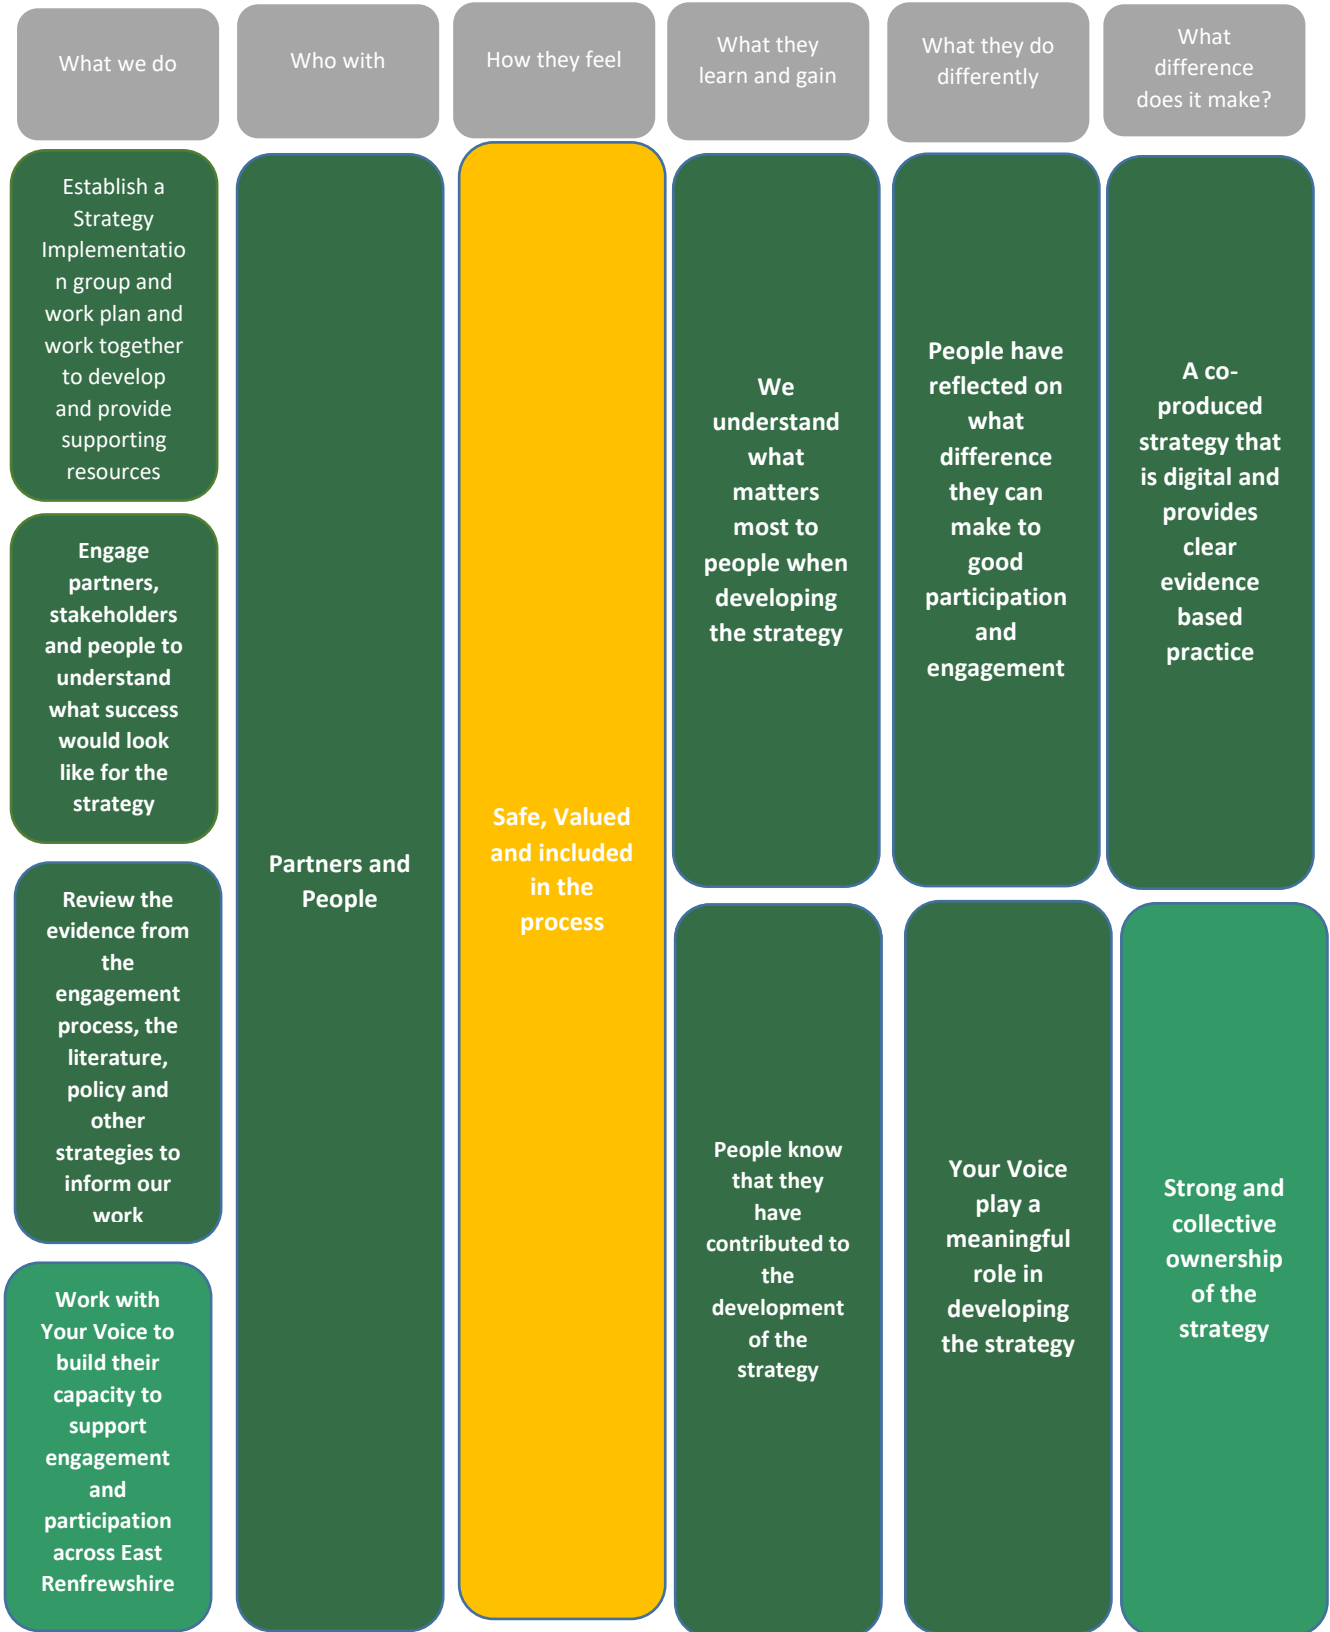 What we do
Who with
How they feel
What they
learn and gain
What they do
differently
What
difference
does it make?
Establish a
Strategy
Implementatio
n group and
work plan and
work together
to develop
and provide
supporting
resources
Engage
partners,
stakeholders
and people to
understand
what success
would look
like for the
strategy
Review the
evidence from
the
engagement
process, the
literature,
policy and
other
strategies to
inform our
work
Work with
Your Voice to
build their
capacity to
support
engagement
and
participation
across East
Renfrewshire
Partners and
People
Safe, Valued
and included
in the
process
We
understand
what
matters
most to
people when
developing
the strategy
People know
that they
have
contributed to
the
development
of the
strategy
People have
reflected on
what
difference
they can
make to
good
participation
and
engagement
Your Voice
play a
meaningful
role in
developing
the strategy
A co-
produced
strategy that
is digital and
provides
clear
evidence
based
practice
Strong and
collective
ownership
of the
strategy